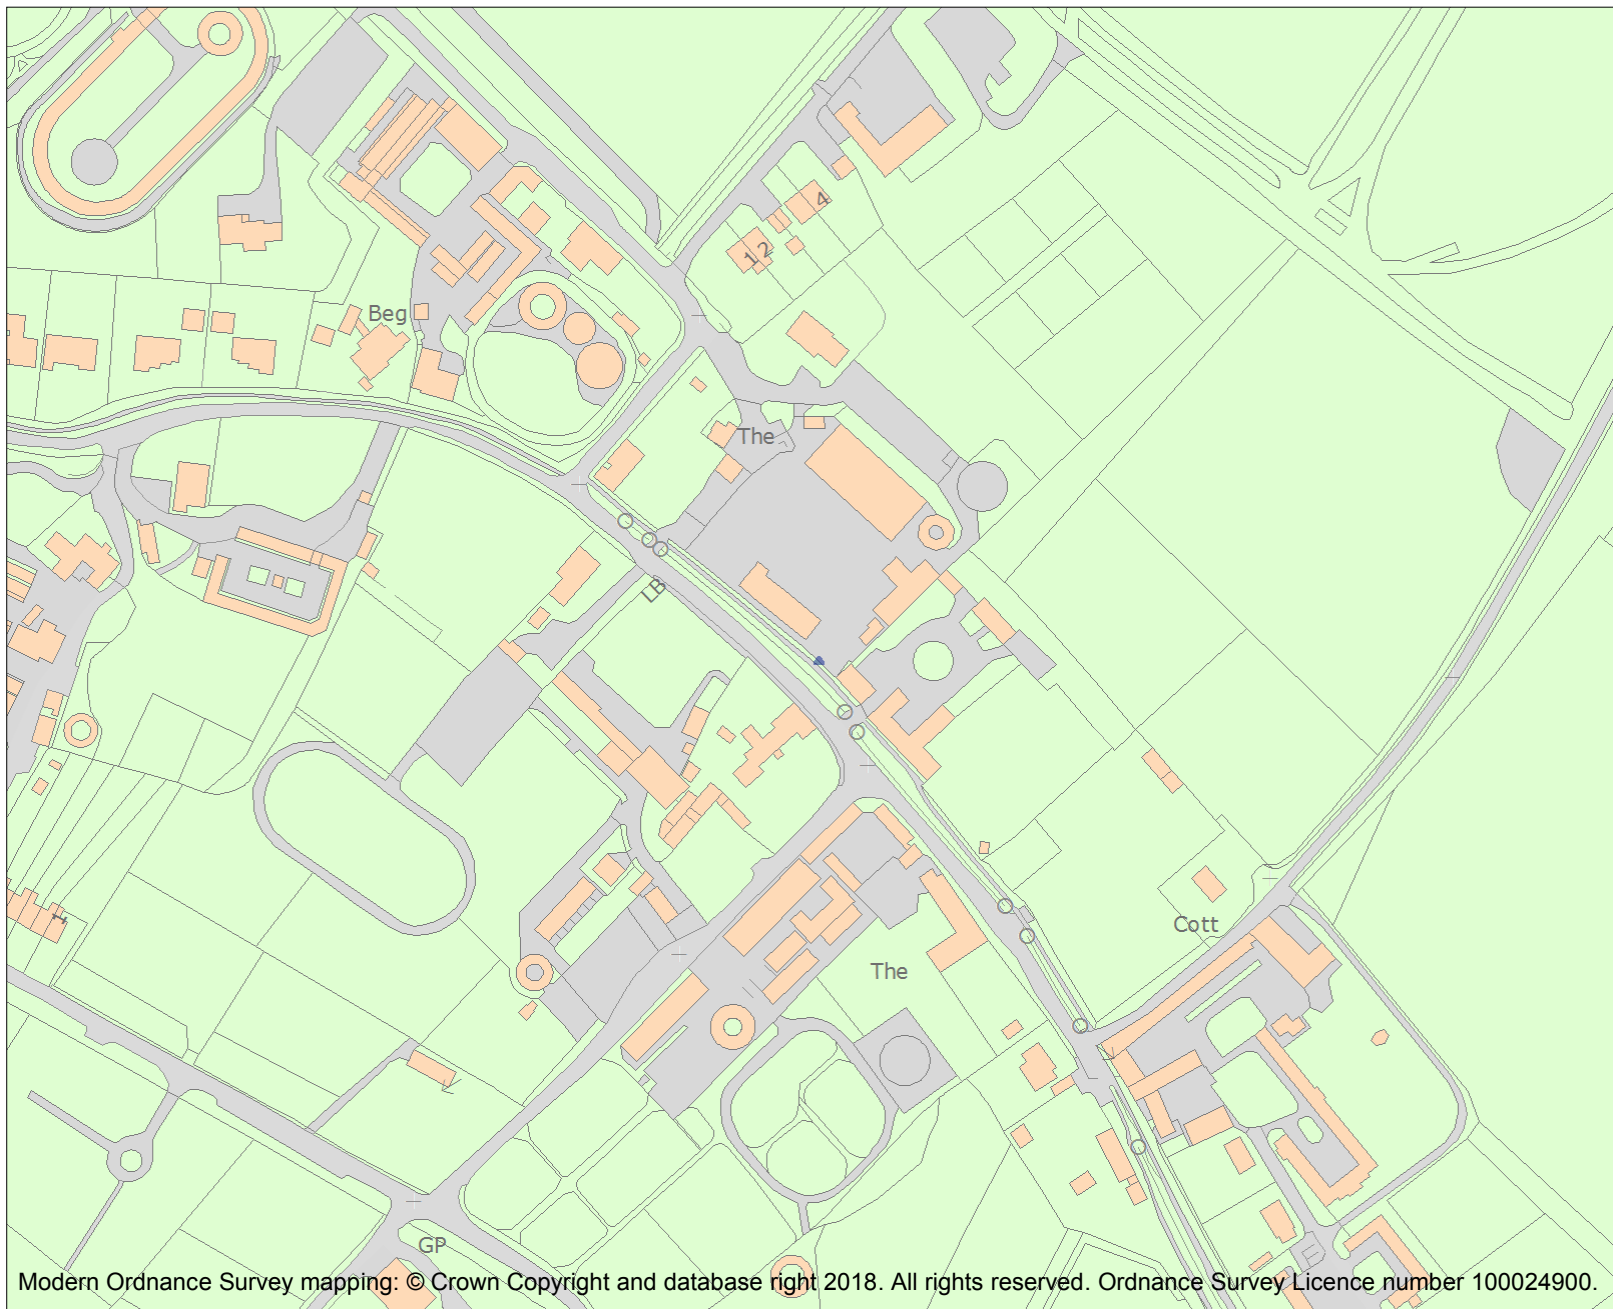 4
1 2
Beg
The
LB
1
Cott
The
GP
Modern Ordnance Survey mapping: © Crown Copyright and database right 2018. All rights reserved. Ordnance Survey Licence number 100024900.